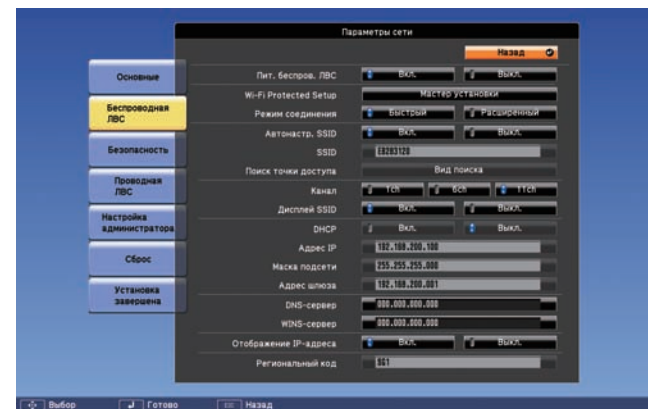 Параметры сети
Назад
Основные
Беспроводная ЛВС
Безопасность
Проводная ЛВС
Настройка администратора
Сброс
Установка завершена
Пит. беспров. ЛВС Вкл. Выкл.
Wi-Fi Protected Setup Мастер установки
Режим соединения Быстрый Расширенный
Автонастр. SSID Вкл. Выкл.
SSID EB283128
Поиск точки доступа Вид поиска
Канал 1ch 6ch 11ch
Дисплей SSID Вкл. Выкл.
DHCP Вкл. Выкл.
Адрес IP 192.168.200.100
Маска подсети 255.255.255.000
Адрес шлюза 192.168.200.001
DNS-сервер 000.000.000.000
WINS-сервер 000.000.000.000
Отображение IP-адреса Вкл. Выкл.
Региональный код SG1
Выбор Готово Назад